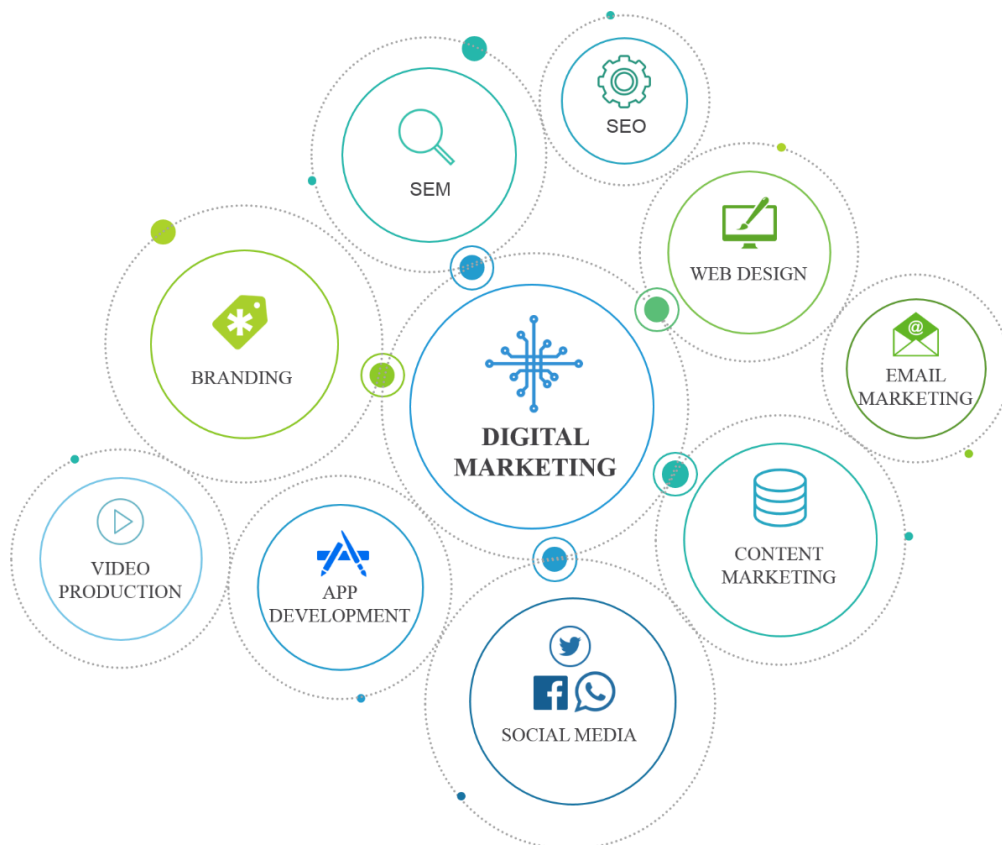 SEO
SEM
WEB DESIGN
BRANDING
@
EMAIL
MARKETING
DIGITAL
MARKETING
VIDEO
PRODUCTION
APP
DEVELOPMENT
CONTENT
MARKETING
SOCIAL MEDIA